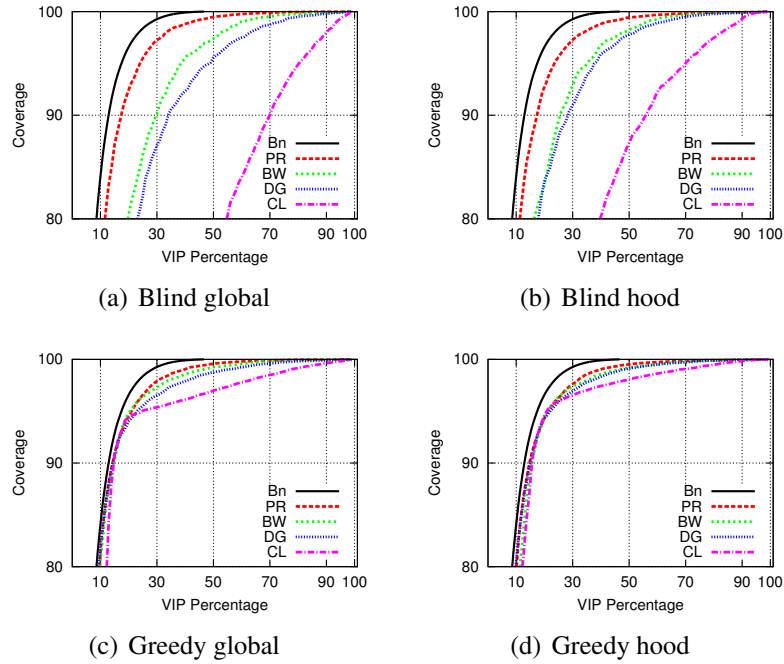 100
90
80
Coverage
Bn
PR
BW
DG
CL
10 30 50 70 90 100
VIP Percentage
(a) Blind global
100
90
80
Coverage
Bn
PR
BW
DG
CL
10 30 50 70 90 100
VIP Percentage
(b) Blind hood
100
90
80
Coverage
Bn
PR
BW
DG
CL
10 30 50 70 90 100
VIP Percentage
(c) Greedy global
100
90
80
Coverage
Bn
PR
BW
DG
CL
10 30 50 70 90 100
VIP Percentage
(d) Greedy hood